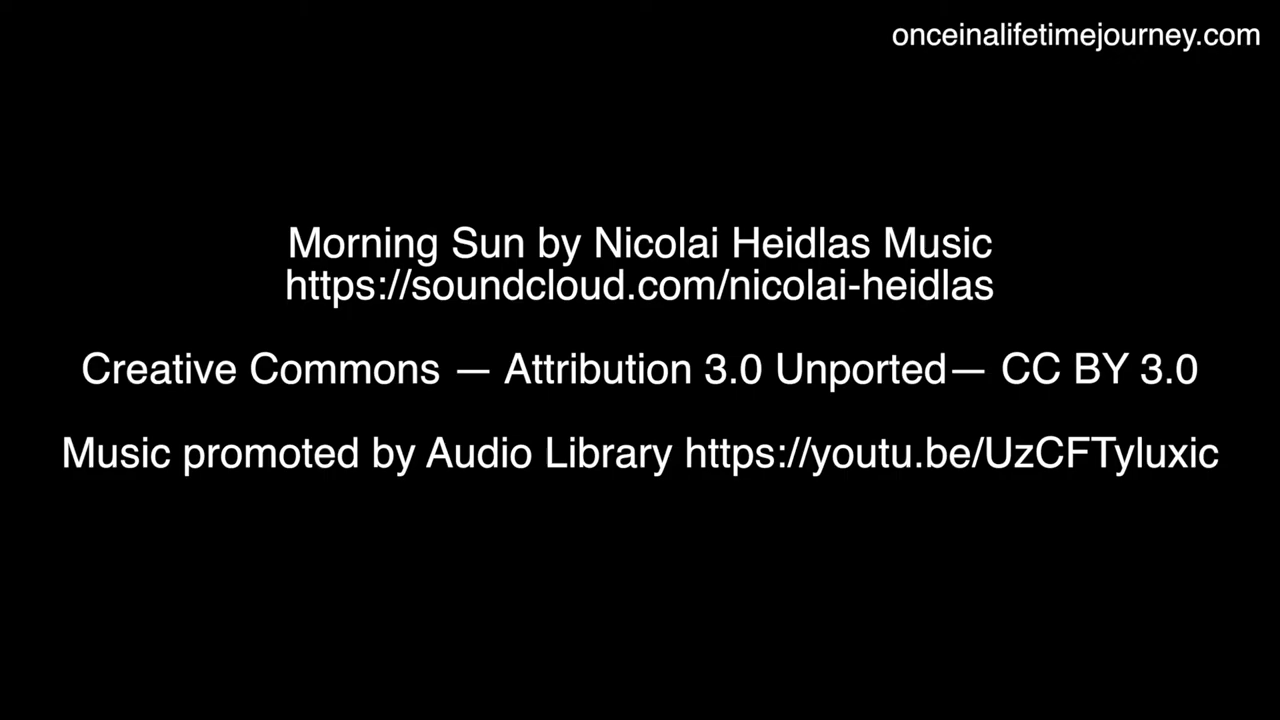 onceinalifetimejourney.com
Morning Sun by Nicolai Heidlas Music
https://soundcloud.com/nicolai-heidlas
Creative Commons — Attribution 3.0 Unported— CC BY 3.0
Music promoted by Audio Library https://youtu.be/UzCFTyluxic